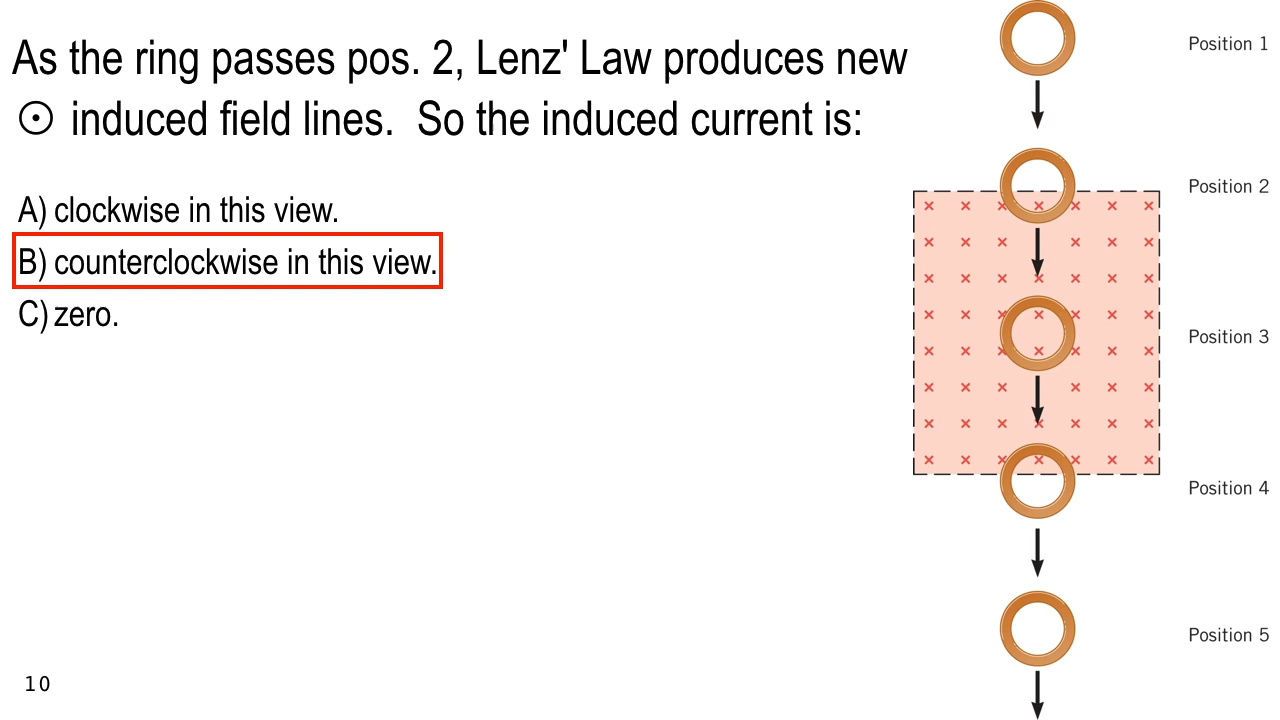 As the ring passes pos. 2, Lenz' Law produces new
⊙ induced field lines. So the induced current is:
A) clockwise in this view.
B) counterclockwise in this view.
C) zero.
Position 1
Position 2
Position 3
Position 4
Position 5
10